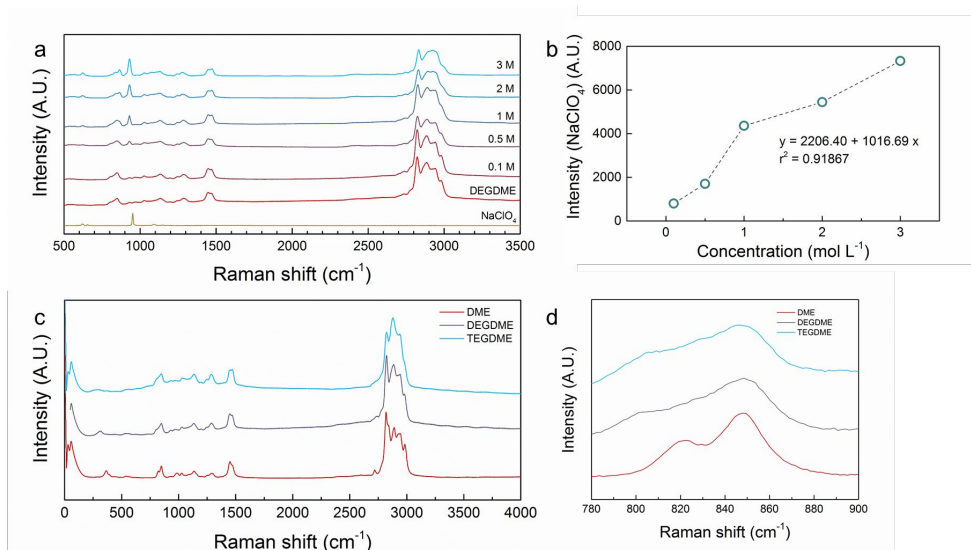 a
3 M
2 M
1 M
0.5 M
0.1 M
DEGDME
NaClO₄
500 1000 1500 2000 2500 3000 3500
Raman shift (cm⁻¹)
Intensity (A.U.)
b
8000
6000
4000
2000
0
y = 2206.40 + 1016.69 x
r² = 0.91867
0 1 2 3
Concentration (mol L⁻¹)
Intensity (NaClO₄) (A.U.)
c
DME
DEGDME
TEGDME
0 500 1000 1500 2000 2500 3000 3500 4000
Raman shift (cm⁻¹)
Intensity (A.U.)
d
DME
DEGDME
TEGDME
780 800 820 840 860 880 900
Raman shift (cm⁻¹)
Intensity (A.U.)